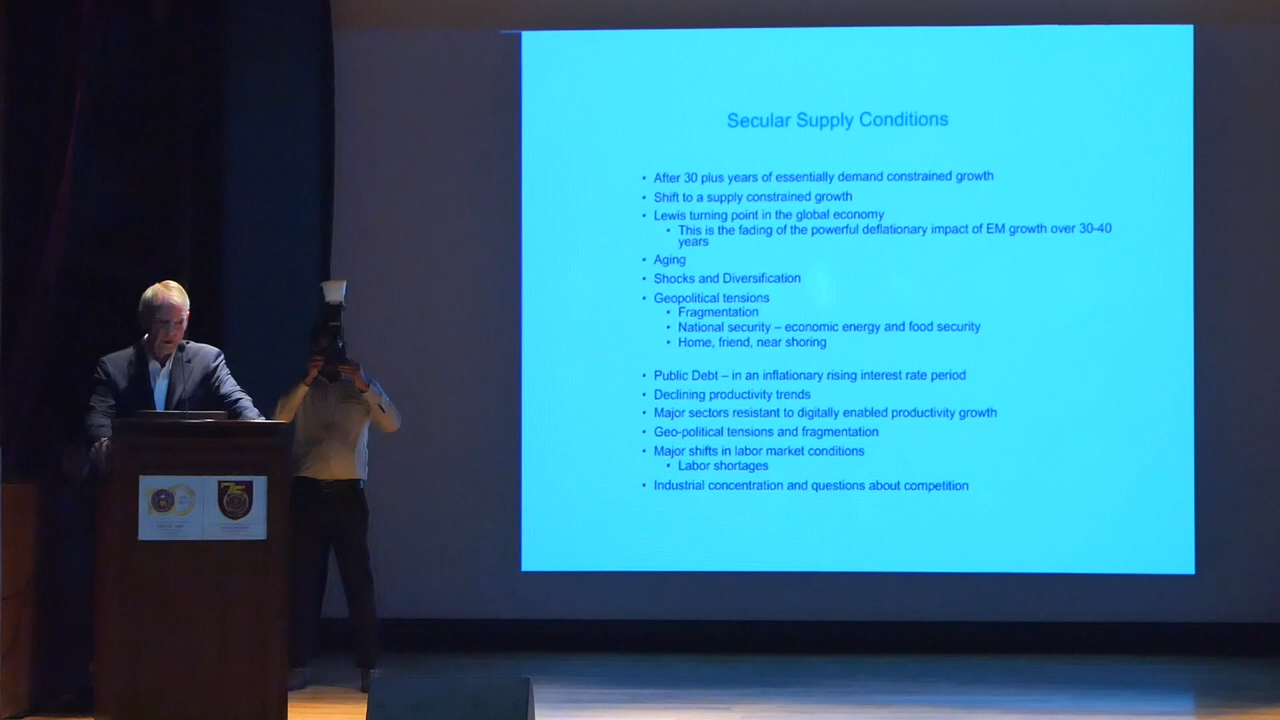 Secular Supply Conditions
• After 30 plus years of essentially demand constrained growth
• Shift to a supply constrained growth
• Lewis turning point in the global economy
• This is the fading of the powerful deflationary impact of EM growth over 30-40
years
• Aging
• Shocks and Diversification
• Geopolitical tensions
• Fragmentation
• National security – economic energy and food security
• Home, friend, near shoring
• Public Debt – in an inflationary rising interest rate period
• Declining productivity trends
• Major sectors resistant to digitally enabled productivity growth
• Geo-political tensions and fragmentation
• Major shifts in labor market conditions
• Labor shortages
• Industrial concentration and questions about competition
75